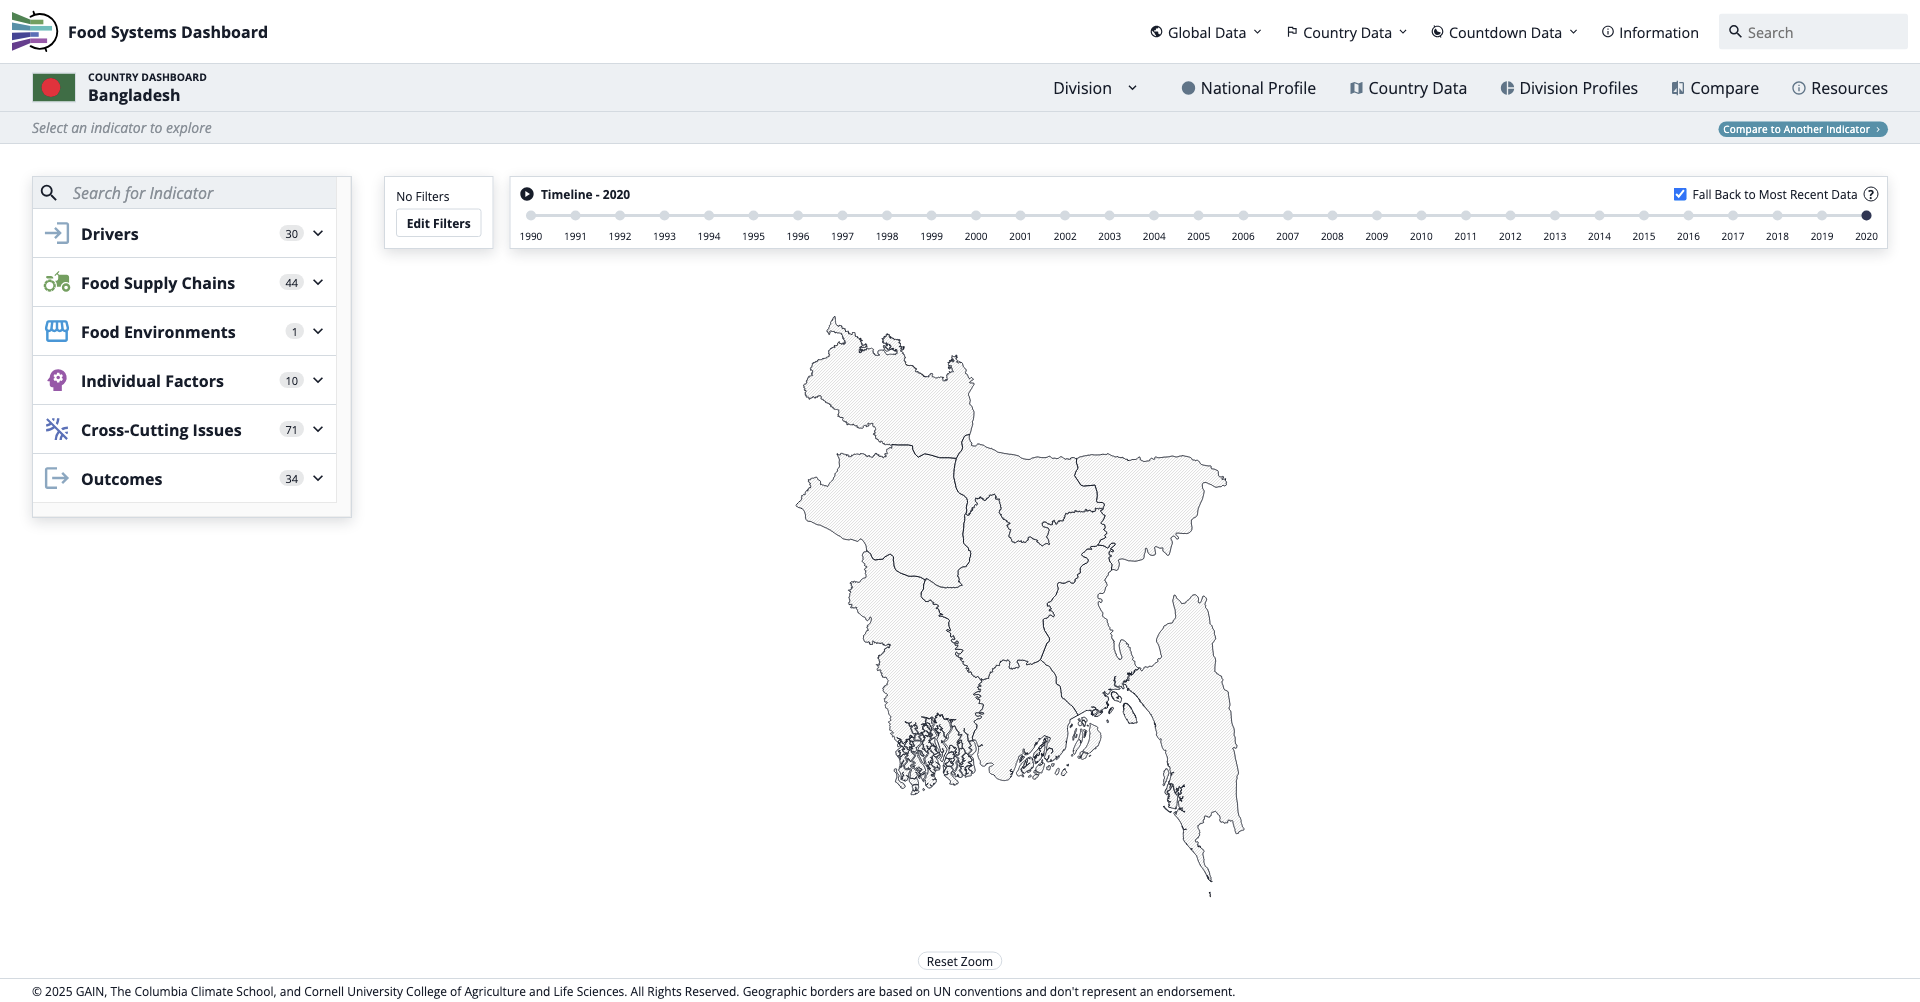 Food Systems Dashboard
Global Data
Country Data
Countdown Data
Information
Search
COUNTRY DASHBOARD
Bangladesh
Division
National Profile
Country Data
Division Profiles
Compare
Resources
Select an indicator to explore
Compare to Another Indicator ›
Search for Indicator
Drivers 30
Food Supply Chains 44
Food Environments 1
Individual Factors 10
Cross-Cutting Issues 71
Outcomes 34
No Filters
Edit Filters
Timeline - 2020
Fall Back to Most Recent Data ?
1990 1991 1992 1993 1994 1995 1996 1997 1998 1999 2000 2001 2002 2003 2004 2005 2006 2007 2008 2009 2010 2011 2012 2013 2014 2015 2016 2017 2018 2019 2020
Reset Zoom
© 2025 GAIN, The Columbia Climate School, and Cornell University College of Agriculture and Life Sciences. All Rights Reserved. Geographic borders are based on UN conventions and don't represent an endorsement.